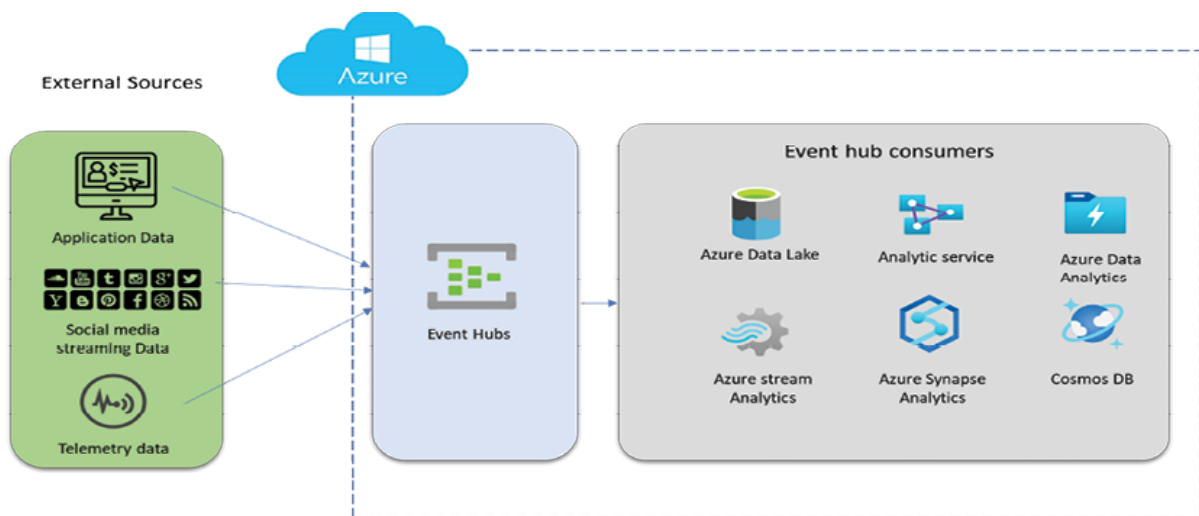 Azure
External Sources
Application Data
Social media
streaming Data
Telemetry data
Event Hubs
Event hub consumers
Azure Data Lake
Analytic service
Azure Data
Analytics
Azure stream
Analytics
Azure Synapse
Analytics
Cosmos DB